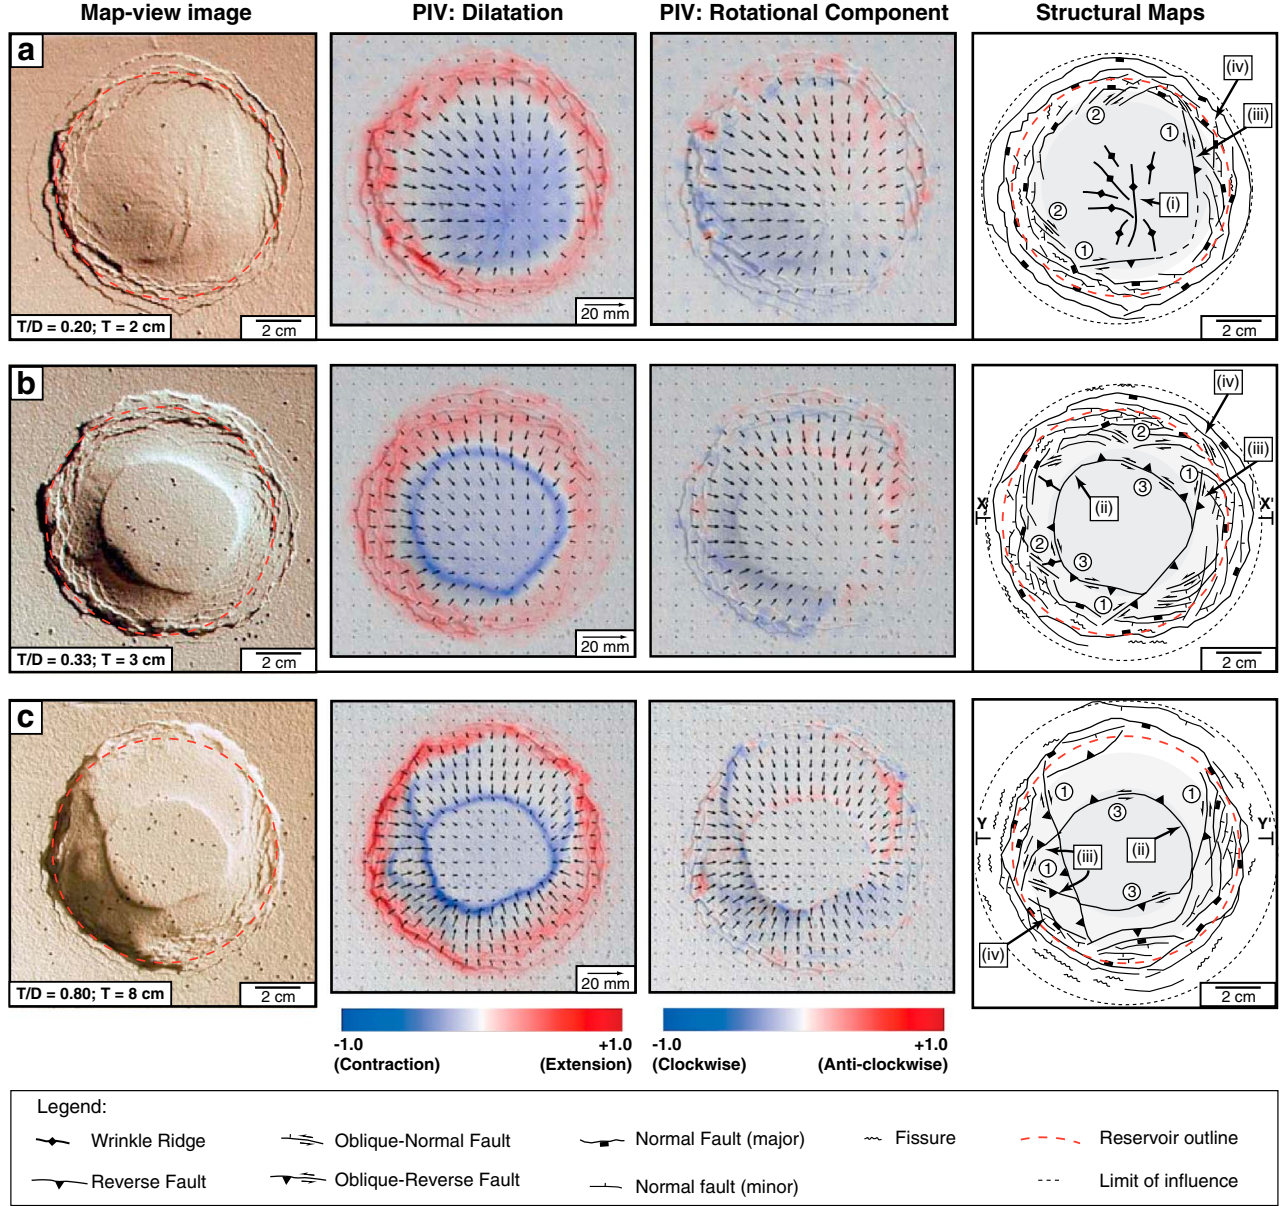 Map-view image
PIV: Dilatation
PIV: Rotational Component
Structural Maps
a
T/D = 0.20; T = 2 cm
2 cm
20 mm
(iv)
(iii)
2
1
(i)
2
1
2 cm
b
T/D = 0.33; T = 3 cm
2 cm
20 mm
(iv)
(iii)
2
1
3
(ii)
X
X'
2
3
1
2 cm
c
T/D = 0.80; T = 8 cm
2 cm
20 mm
1
1
3
Y
Y'
(iii)
(ii)
1
3
(iv)
2 cm
-1.0
+1.0
(Contraction)
(Extension)
-1.0
+1.0
(Clockwise)
(Anti-clockwise)
Legend:
Wrinkle Ridge
Oblique-Normal Fault
Normal Fault (major)
Fissure
Reservoir outline
Reverse Fault
Oblique-Reverse Fault
Normal fault (minor)
Limit of influence